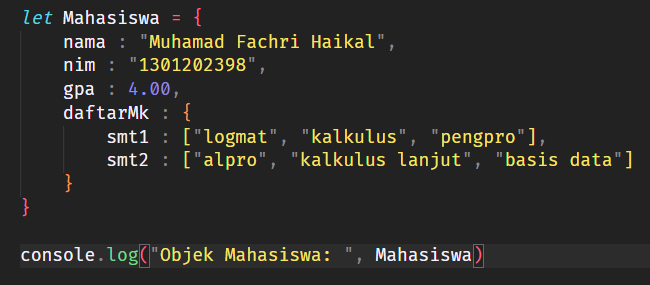 let Mahasiswa = {
    nama : "Muhamad Fachri Haikal",
    nim : "1301202398",
    gpa : 4.00,
    daftarMk : {
        smt1 : ["logmat", "kalkulus", "pengpro"],
        smt2 : ["alpro", "kalkulus lanjut", "basis data"]
    }
}
console.log("Objek Mahasiswa: ", Mahasiswa)